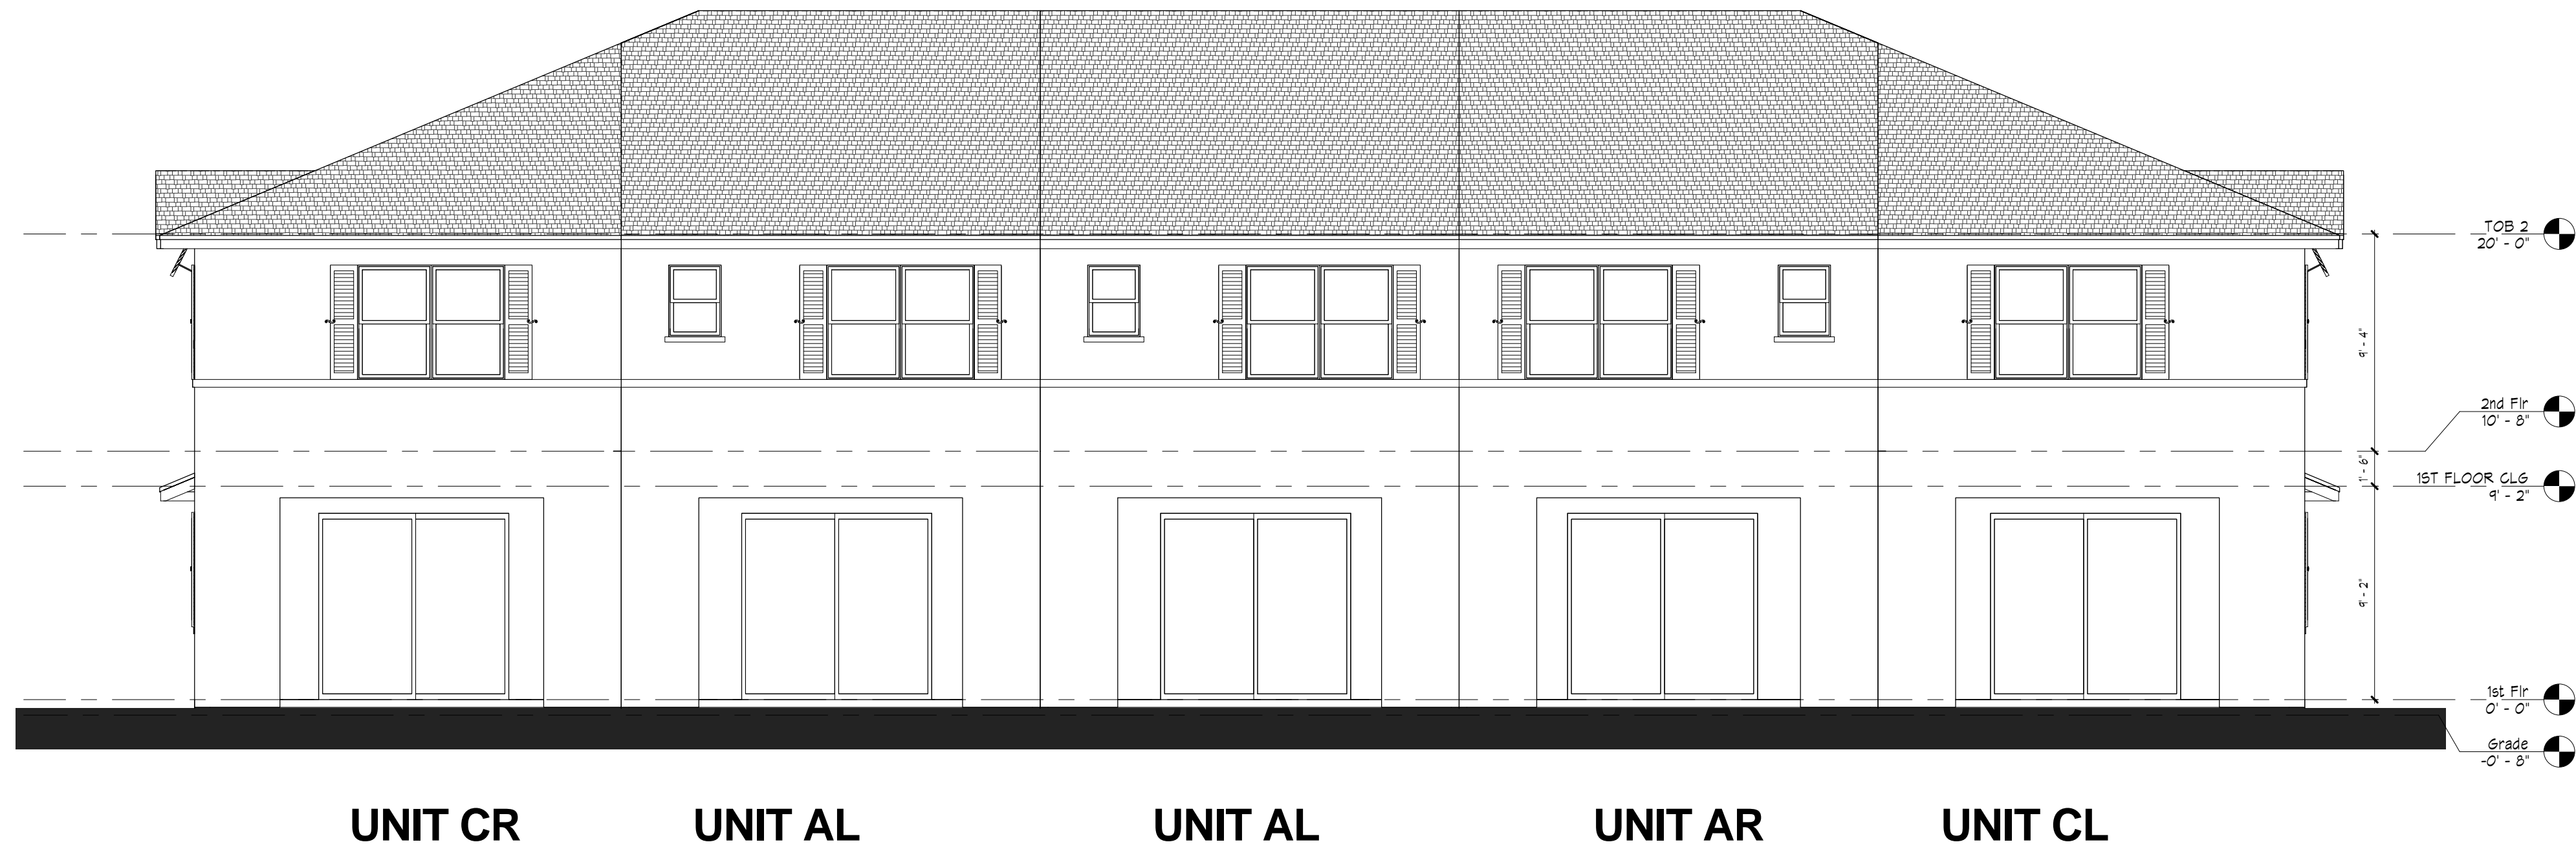 TOB 2
20' - 0"
9' - 4"
2nd Flr
10' - 8"
1' - 6"
1ST FLOOR CLG
9' - 2"
9' - 2"
1st Flr
0' - 0"
Grade
-0' - 8"
UNIT CR UNIT AL UNIT AL UNIT AR UNIT CL